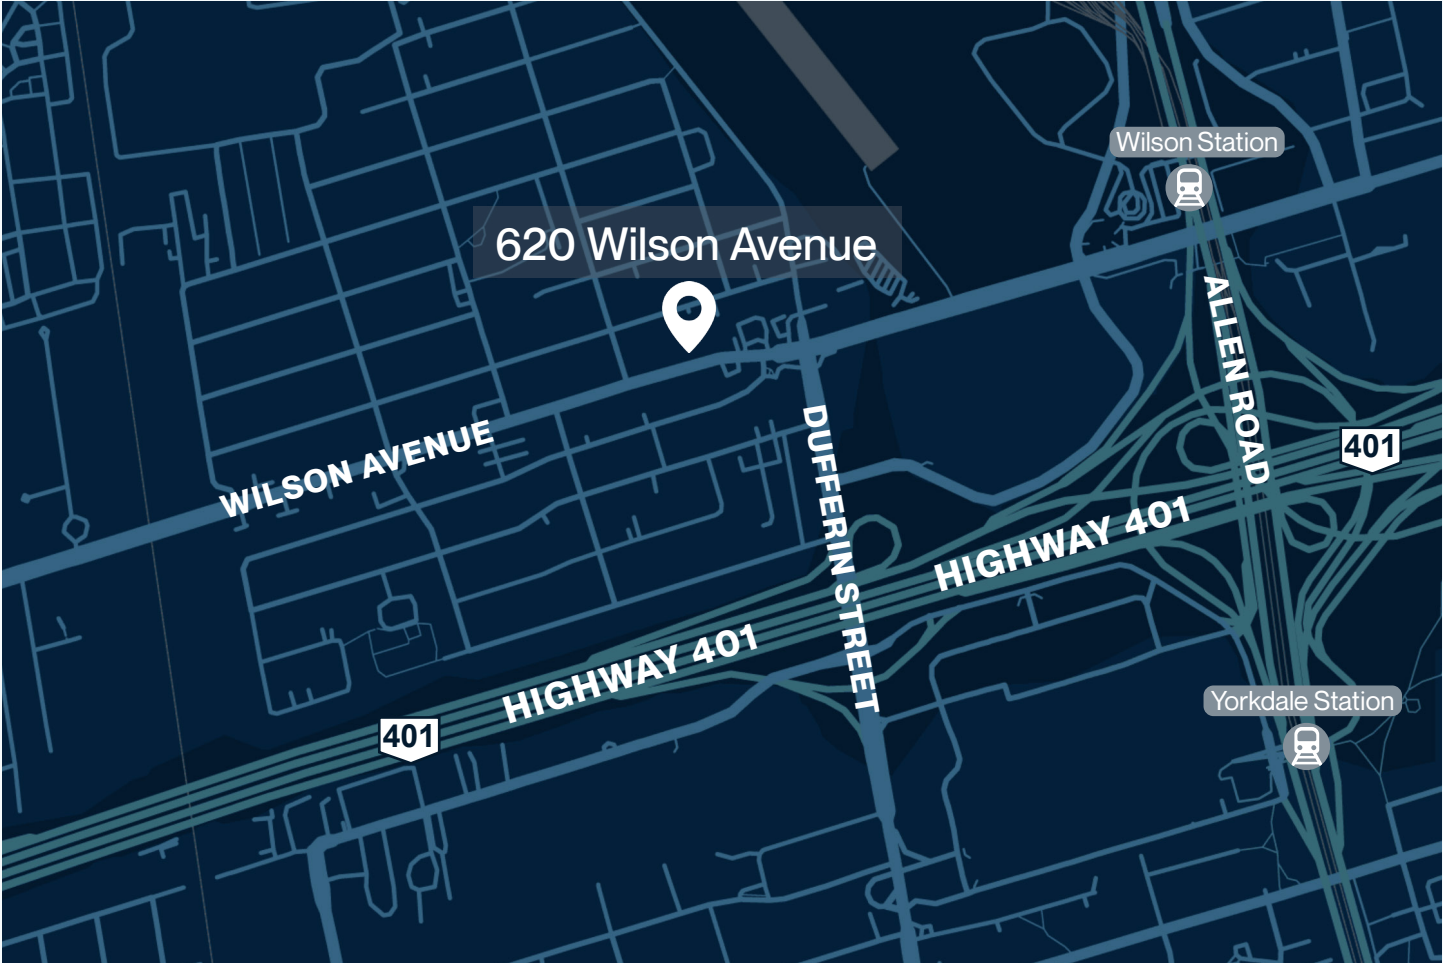 Wilson Station
620 Wilson Avenue
ALLEN ROAD
WILSON AVENUE
DUFFERIN STREET
401
HIGHWAY 401
HIGHWAY 401
Yorkdale Station
401